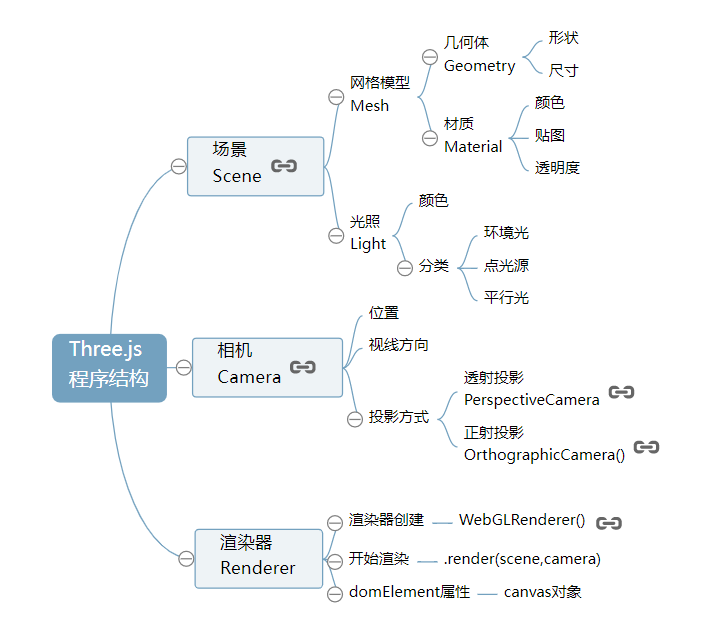 Three.js
程序结构
场景
Scene
网格模型
Mesh
几何体
Geometry
形状
尺寸
材质
Material
颜色
贴图
透明度
光照
Light
颜色
分类
环境光
点光源
平行光
相机
Camera
位置
视线方向
投影方式
透射投影
PerspectiveCamera
正射投影
OrthographicCamera()
渲染器
Renderer
渲染器创建
WebGLRenderer()
开始渲染
.render(scene,camera)
domElement属性
canvas对象